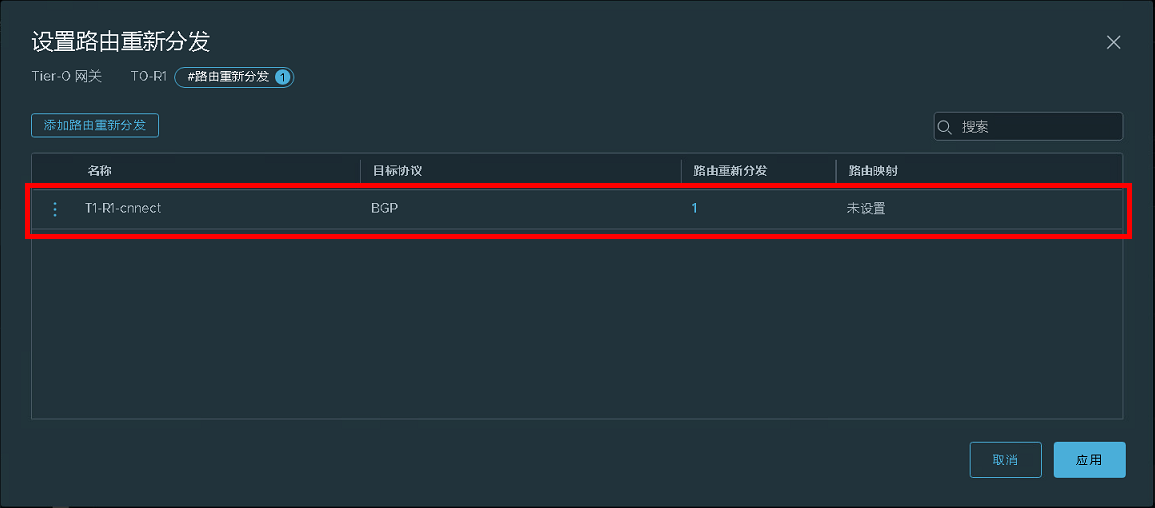 设置路由重新分发
Tier-0 网关 T0-R1 #路由重新分发 1
添加路由重新分发
搜索
名称 目标协议 路由重新分发 路由映射
T1-R1-cnnect BGP 1 未设置
取消 应用